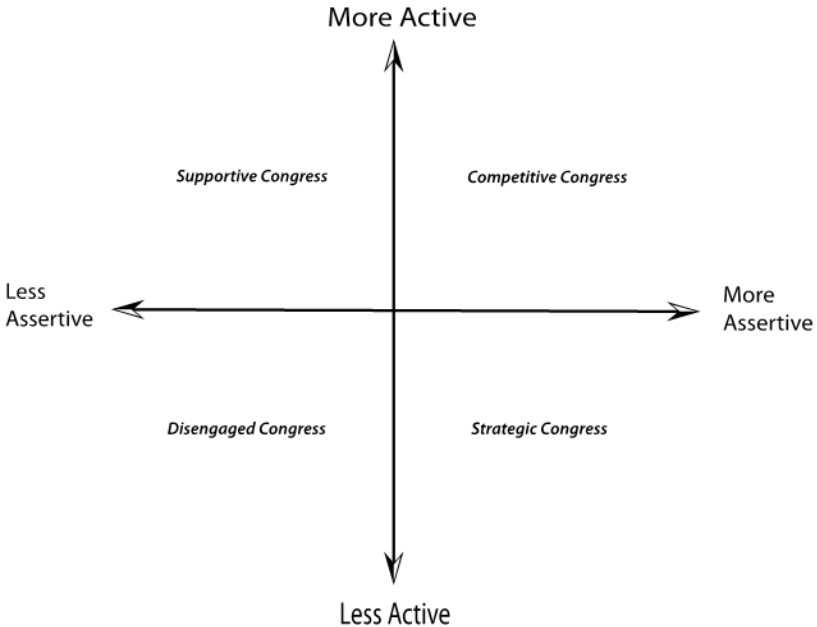 More Active
Supportive Congress
Competitive Congress
Less
Assertive
More
Assertive
Disengaged Congress
Strategic Congress
Less Active